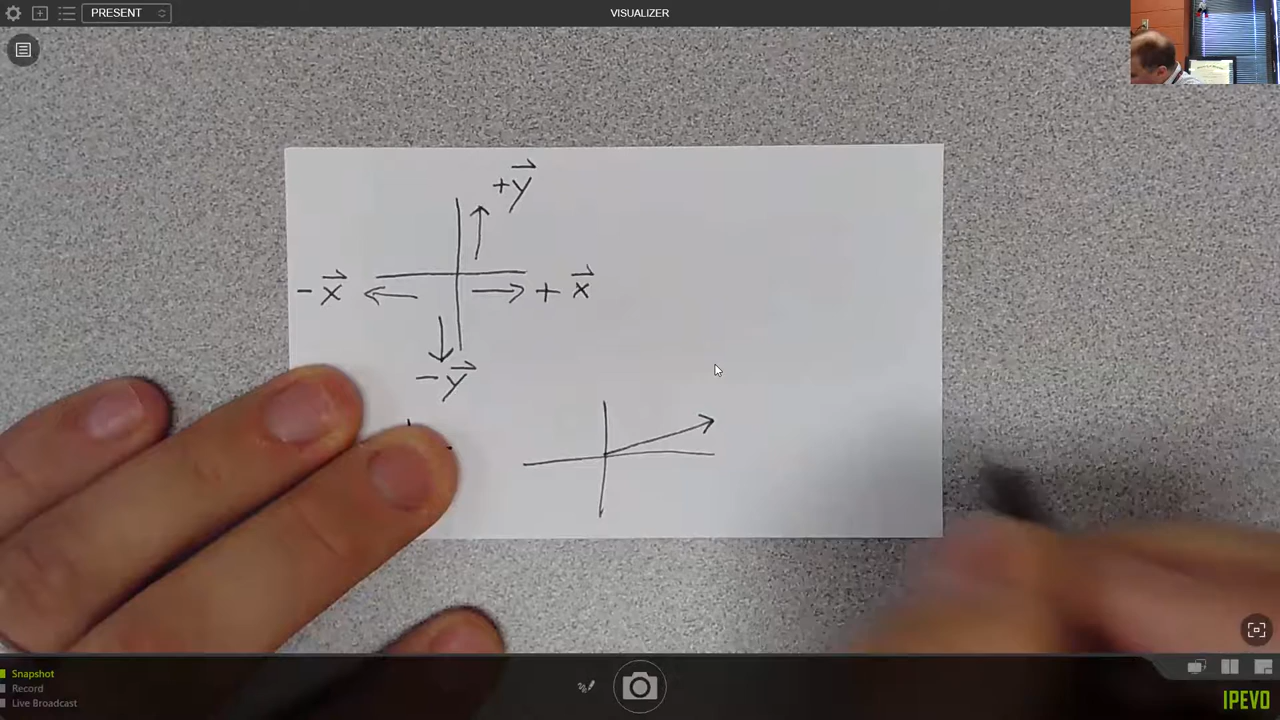 PRESENT
VISUALIZER
+y⃗
-x⃗
+ x⃗
-y⃗
Snapshot
Record
Live Broadcast
IPEVO